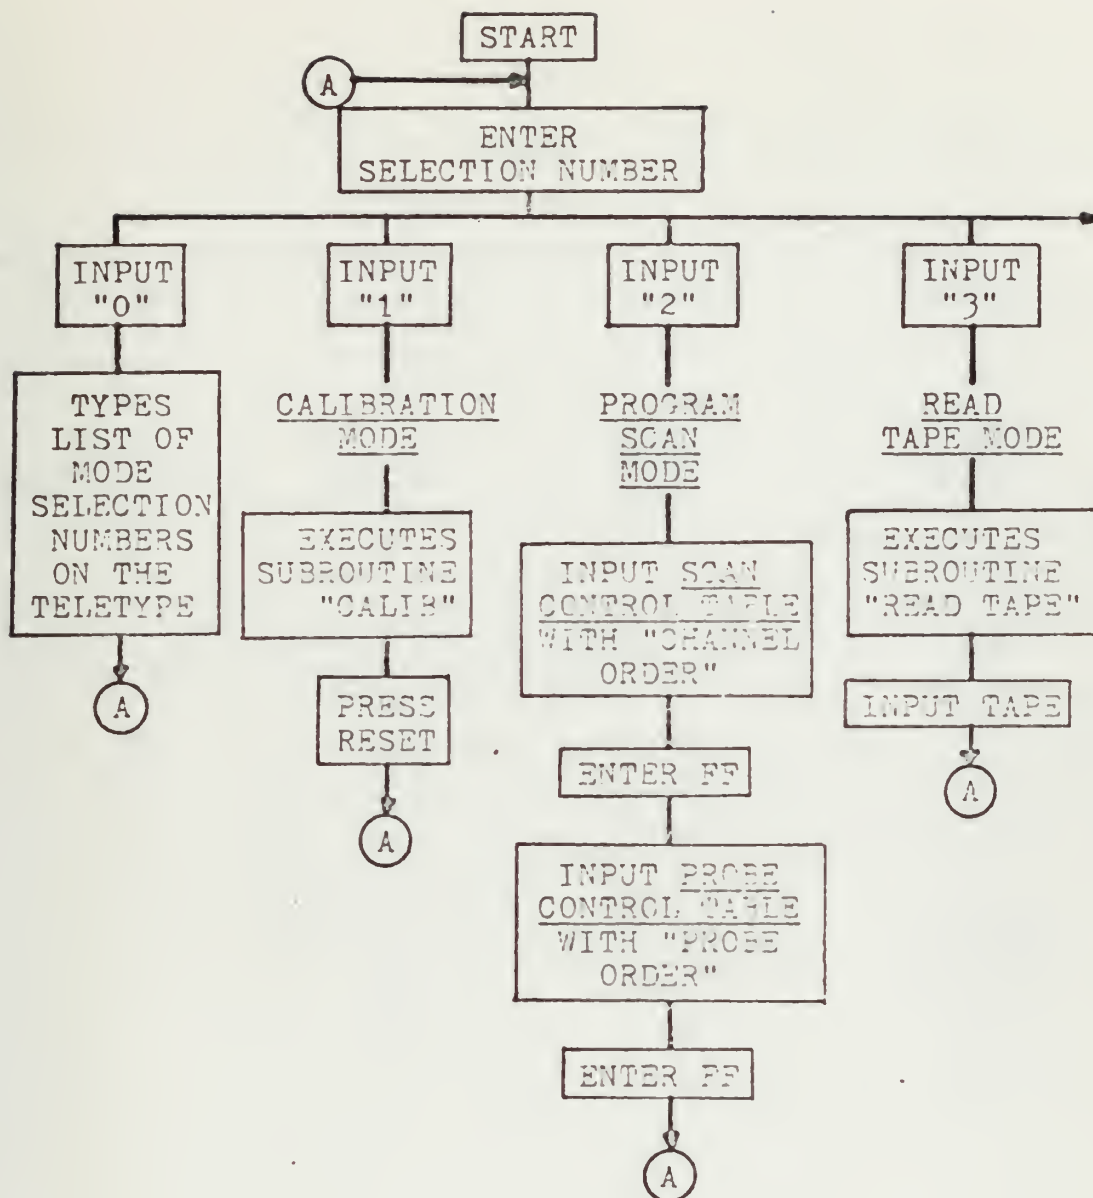 START
A
ENTER
SELECTION NUMBER
INPUT
"0"
TYPES
LIST OF
MODE
SELECTION
NUMBERS
ON THE
TELETYPE
A
INPUT
"1"
CALIBRATION
MODE
EXECUTES
SUBROUTINE
"CALIB"
PRESS
RESET
A
INPUT
"2"
PROGRAM
SCAN
MODE
INPUT SCAN
CONTROL TABLE
WITH "CHANNEL
ORDER"
ENTER FF
INPUT PROBE
CONTROL TABLE
WITH "PROBE
ORDER"
ENTER FF
A
INPUT
"3"
READ
TAPE MODE
EXECUTES
SUBROUTINE
"READ TAPE"
INPUT TAPE
A